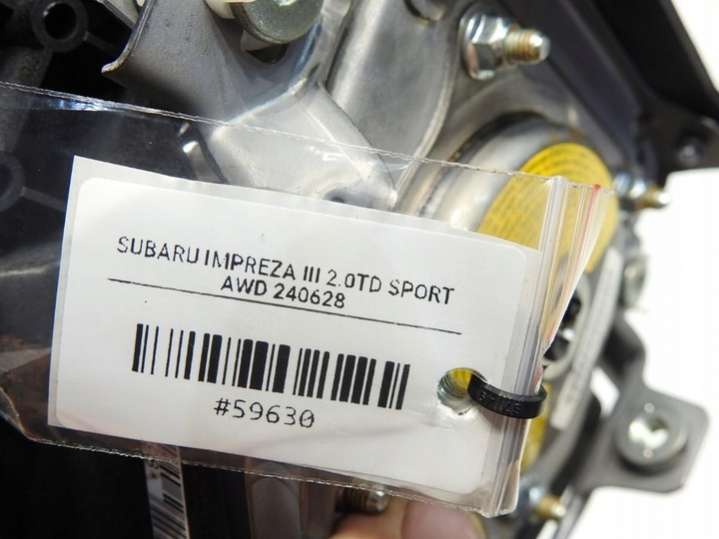 SUBARU IMPREZA III 2.0TD SPORT
AWD 240628
#59630